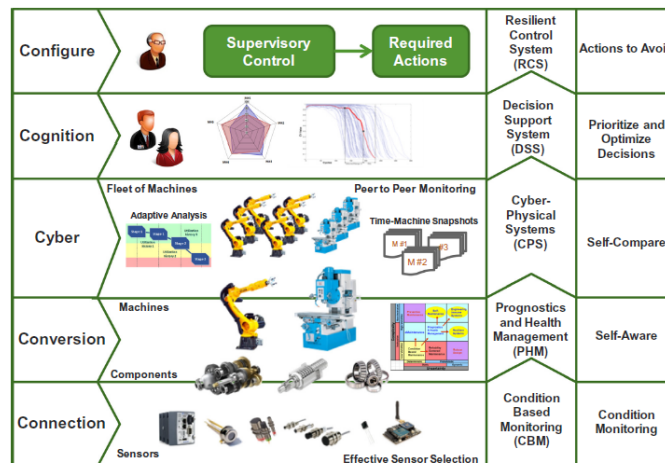 Configure
Supervisory
Control
Required
Actions
Resilient
Control
System
(RCS)
Actions to Avoi
Cognition
Decision
Support
System
(DSS)
Prioritize and
Optimize
Decisions
Fleet of Machines
Peer to Peer Monitoring
Adaptive Analysis
Time-Machine Snapshots
M #1
#3
M #2
Cyber
Cyber-
Physical
Systems
(CPS)
Self-Compare
Machines
Conversion
Components
Prognostics
and Health
Management
(PHM)
Self-Aware
Connection
Sensors
Effective Sensor Selection
Condition
Based
Monitoring
(CBM)
Condition
Monitoring